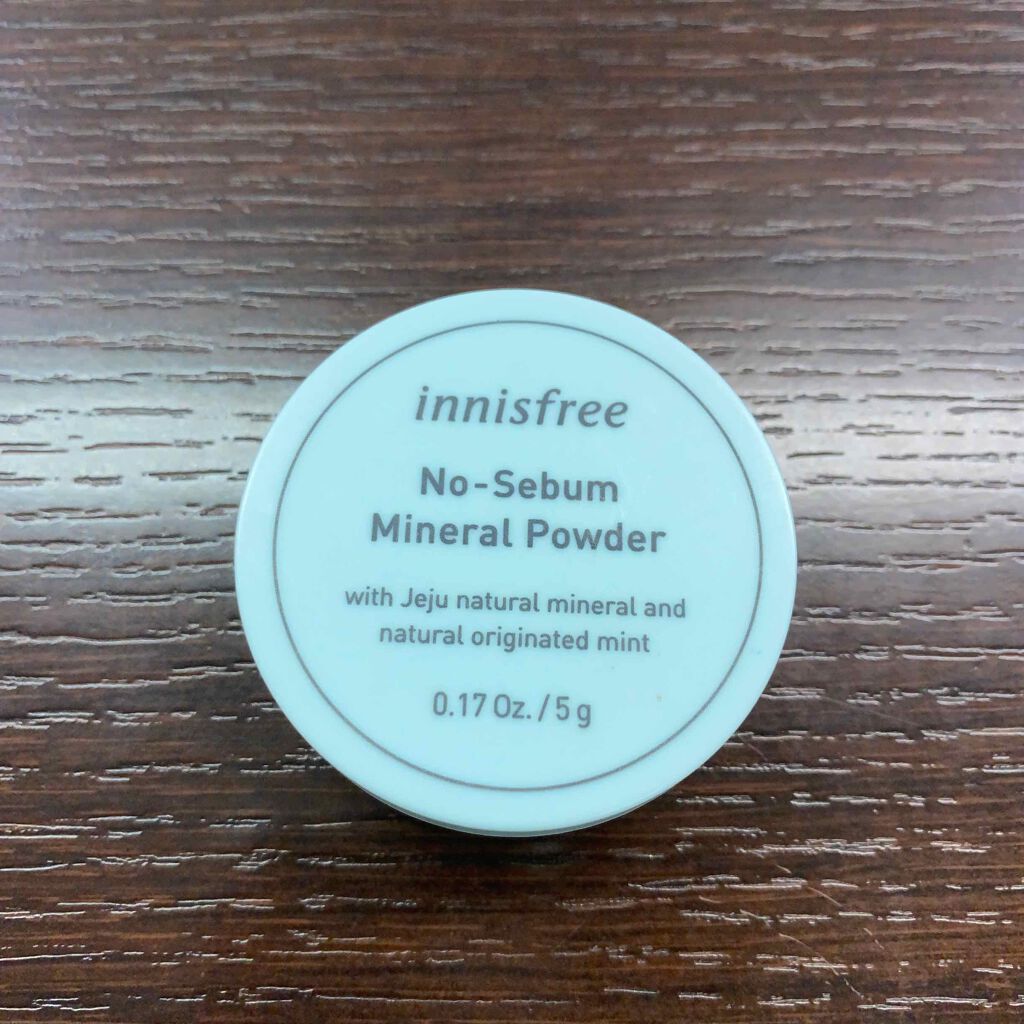 innisfree
No-Sebum
Mineral Powder
with Jeju natural mineral and
natural originated mint
0.17 Oz. / 5 g